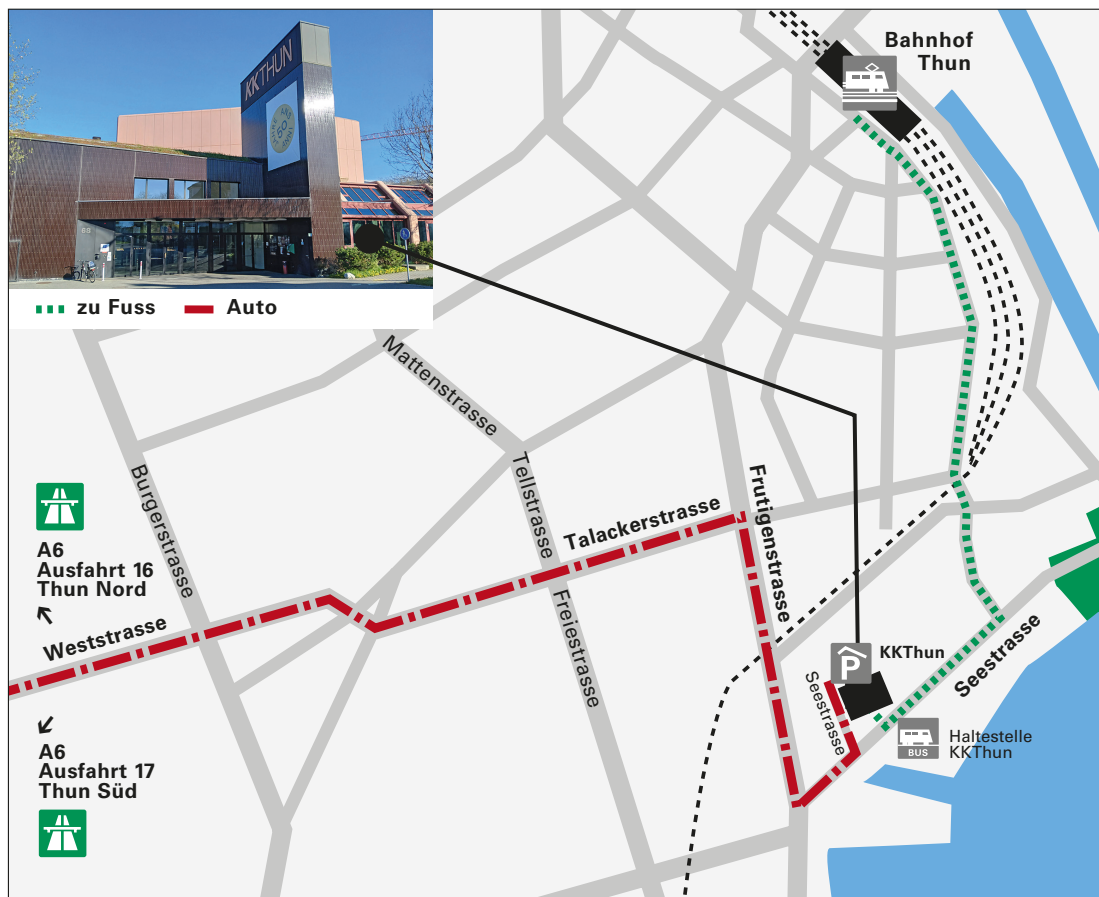 KKTHUN
69
zu Fuss
Auto
Bahnhof
Thun
Mattenstrasse
Burgerstrasse
Tellstrasse
Talackerstrasse
Frutigenstrasse
A6
Ausfahrt 16
Thun Nord
Weststrasse
Freiestrasse
P
KKThun
Seestrasse
Seestrasse
BUS
Haltestelle
KKThun
A6
Ausfahrt 17
Thun Süd